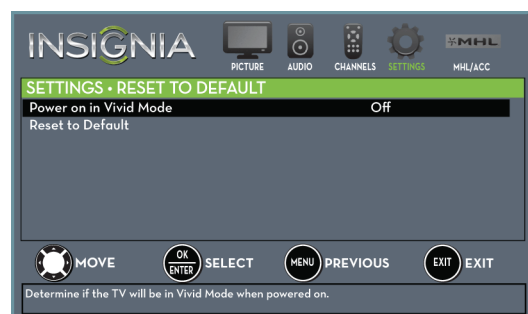 INSIGNIA
PICTURE AUDIO CHANNELS SETTINGS MHL MHL/ACC
SETTINGS • RESET TO DEFAULT
Power on in Vivid Mode Off
Reset to Default
MOVE OK ENTER SELECT MENU PREVIOUS EXIT EXIT
Determine if the TV will be in Vivid Mode when powered on.